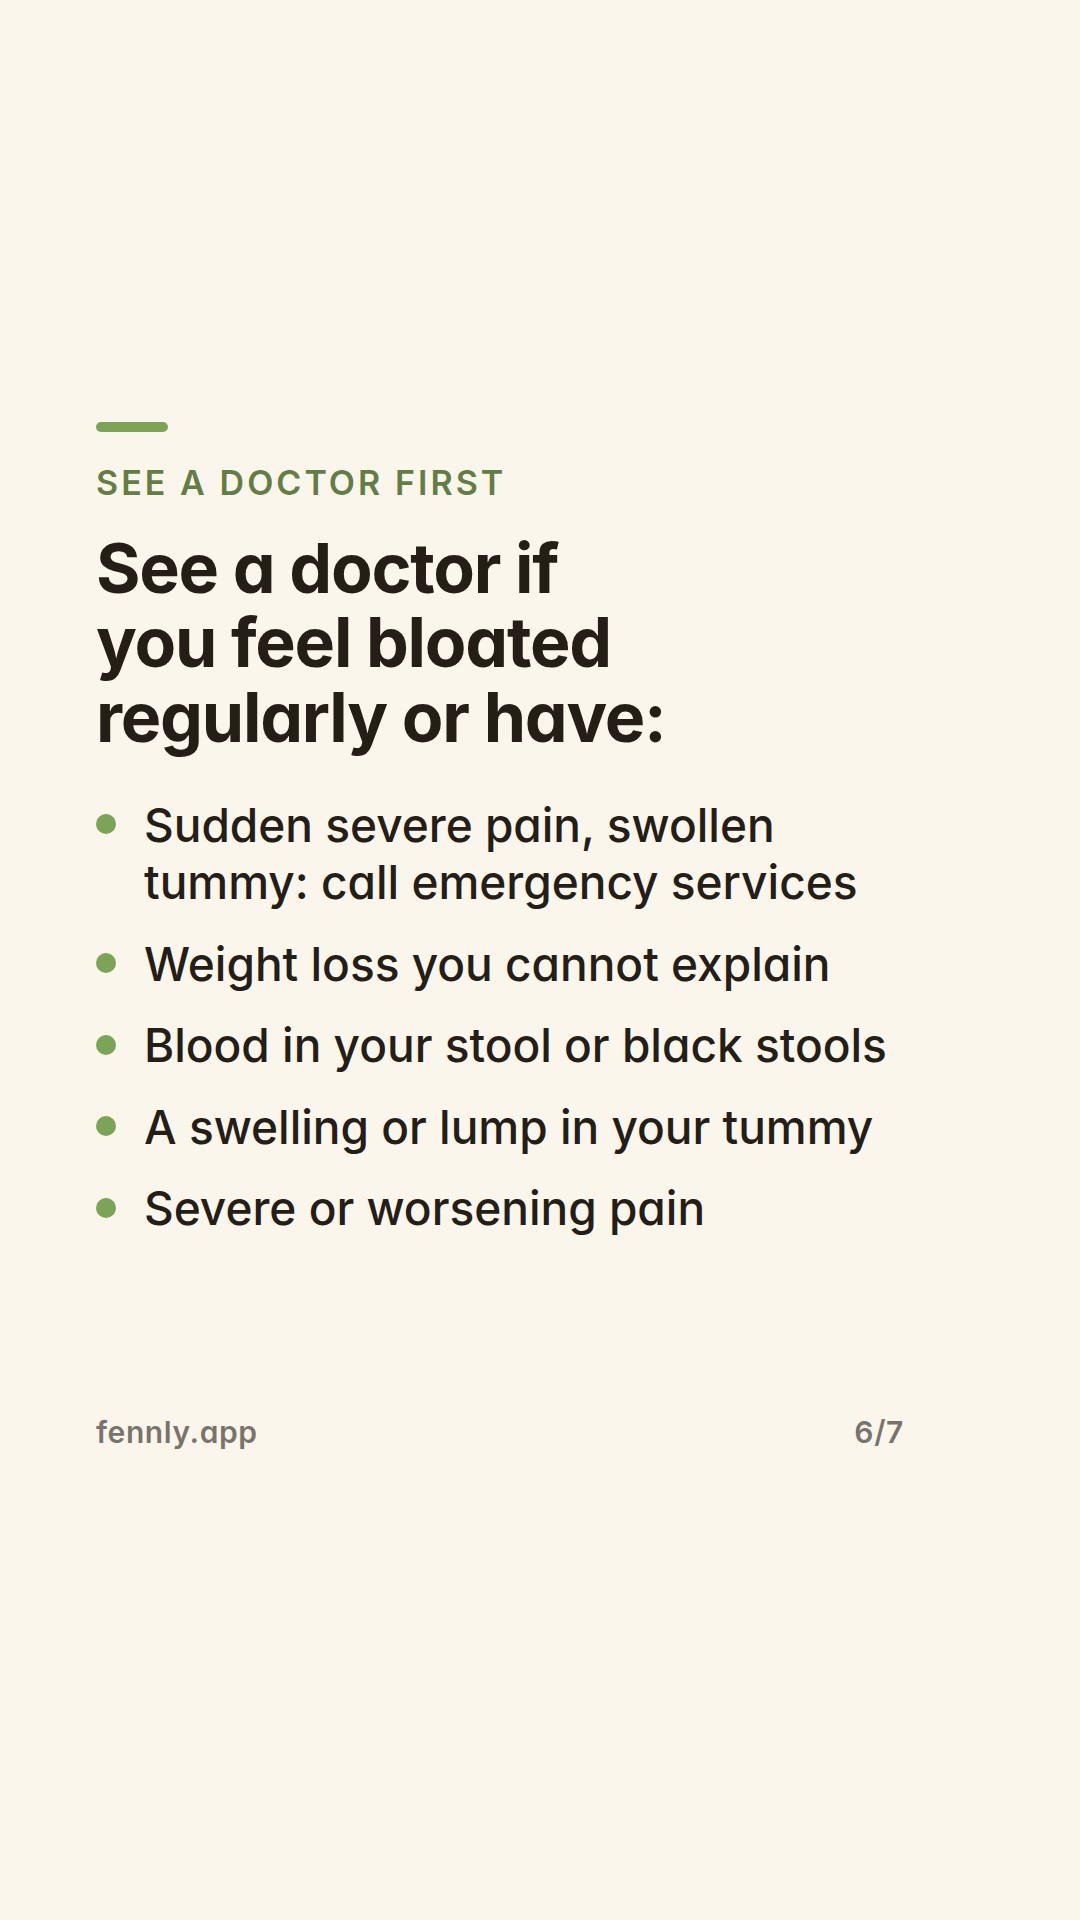 SEE A DOCTOR FIRST
See a doctor if
you feel bloated
regularly or have:
Sudden severe pain, swollen
tummy: call emergency services
Weight loss you cannot explain
Blood in your stool or black stools
A swelling or lump in your tummy
Severe or worsening pain
fennly.app
6/7